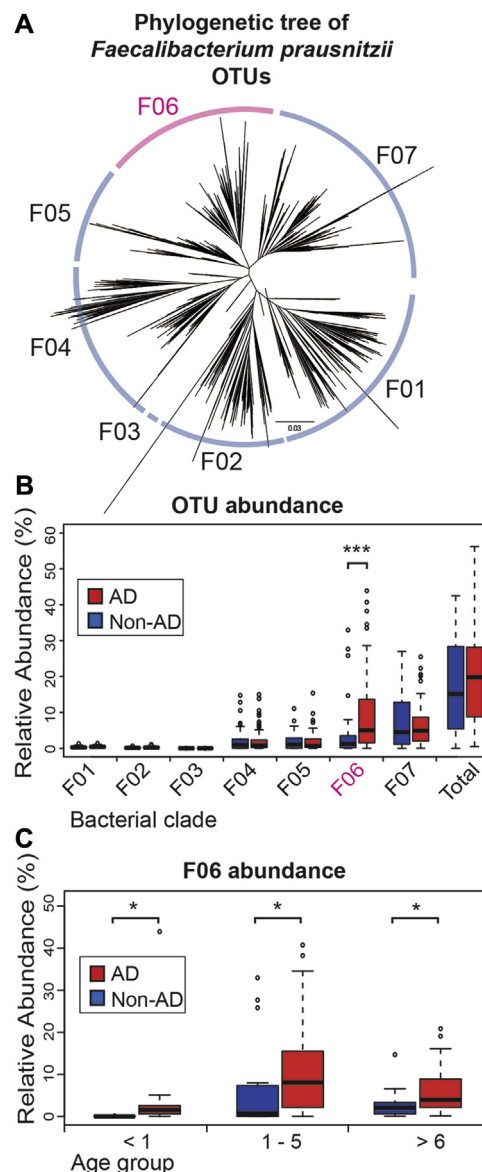 A
Phylogenetic tree of
Faecalibacterium prausnitzii
OTUs
F06
F07
F05
F04
F01
F03
F02
0.03
B
OTU abundance
Relative Abundance (%)
60
50
40
30
20
10
0
***
AD
Non-AD
F01 F02 F03 F04 F05 F06 F07 Total
Bacterial clade
C
F06 abundance
Relative Abundance (%)
50
40
30
20
10
0
* * *
AD
Non-AD
< 1 1 - 5 > 6
Age group